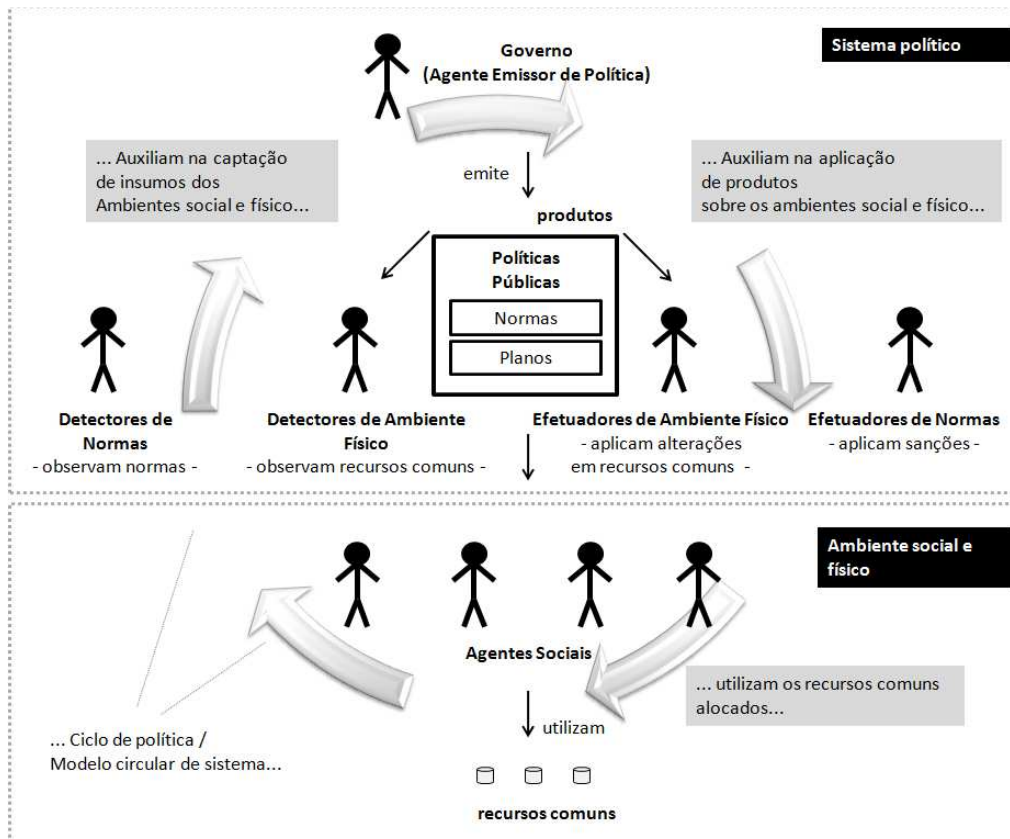 Governo
(Agente Emissor de Política)
Sistema político
... Auxiliam na captação
de insumos dos
Ambientes social e físico...
emite
... Auxiliam na aplicação
de produtos
sobre os ambientes social e físico...
produtos
Políticas
Públicas
Normas
Planos
Detectores de
Normas
- observam normas -
Detectores de Ambiente
Físico
- observam recursos comuns -
Efetuadores de Ambiente Físico
- aplicam alterações
em recursos comuns -
Efetuadores de Normas
- aplicam sanções -
Ambiente social e
físico
Agentes Sociais
... utilizam os recursos comuns
alocados...
utilizam
... Ciclo de política /
Modelo circular de sistema...
recursos comuns